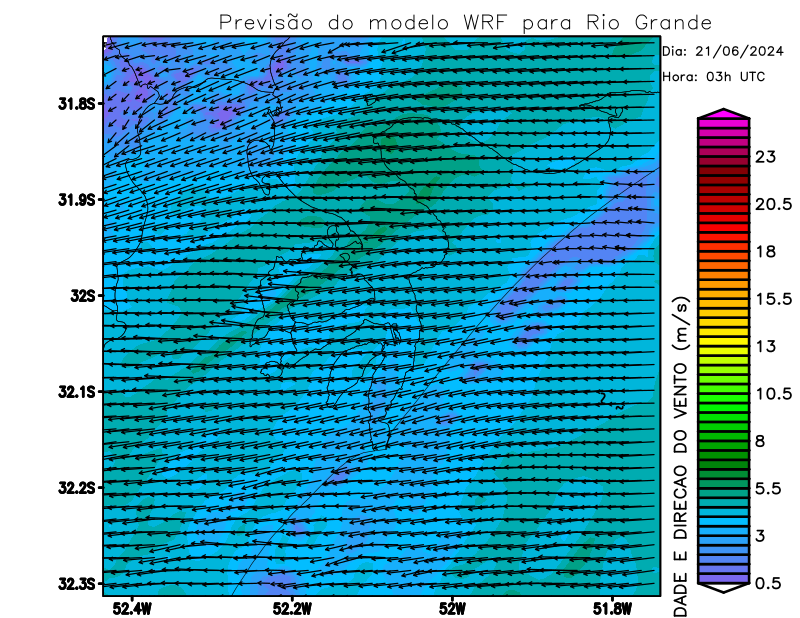 Previsão do modelo WRF para Rio Grande
Dia: 21/06/2024
Hora: 03h UTC
31.8S
31.9S
32S
32.1S
32.2S
32.3S
52.4W
52.2W
52W
51.8W
23
20.5
18
15.5
13
10.5
8
5.5
3
0.5
DADE E DIRECAO DO VENTO (m/s)